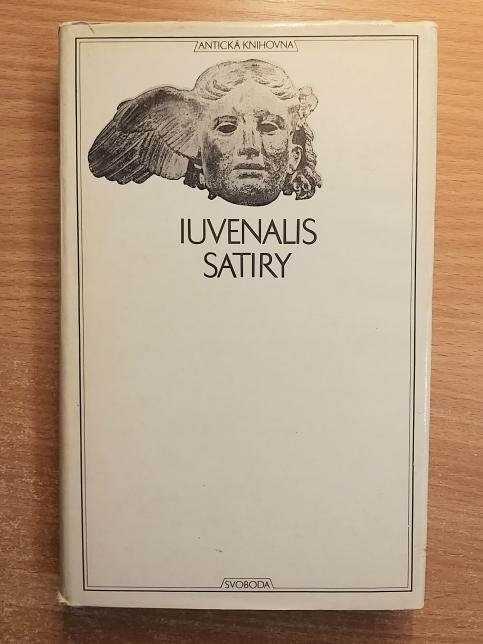 ANTICKÁ KNIHOVNA
IUVENALIS
SATIRY
SVOBODA